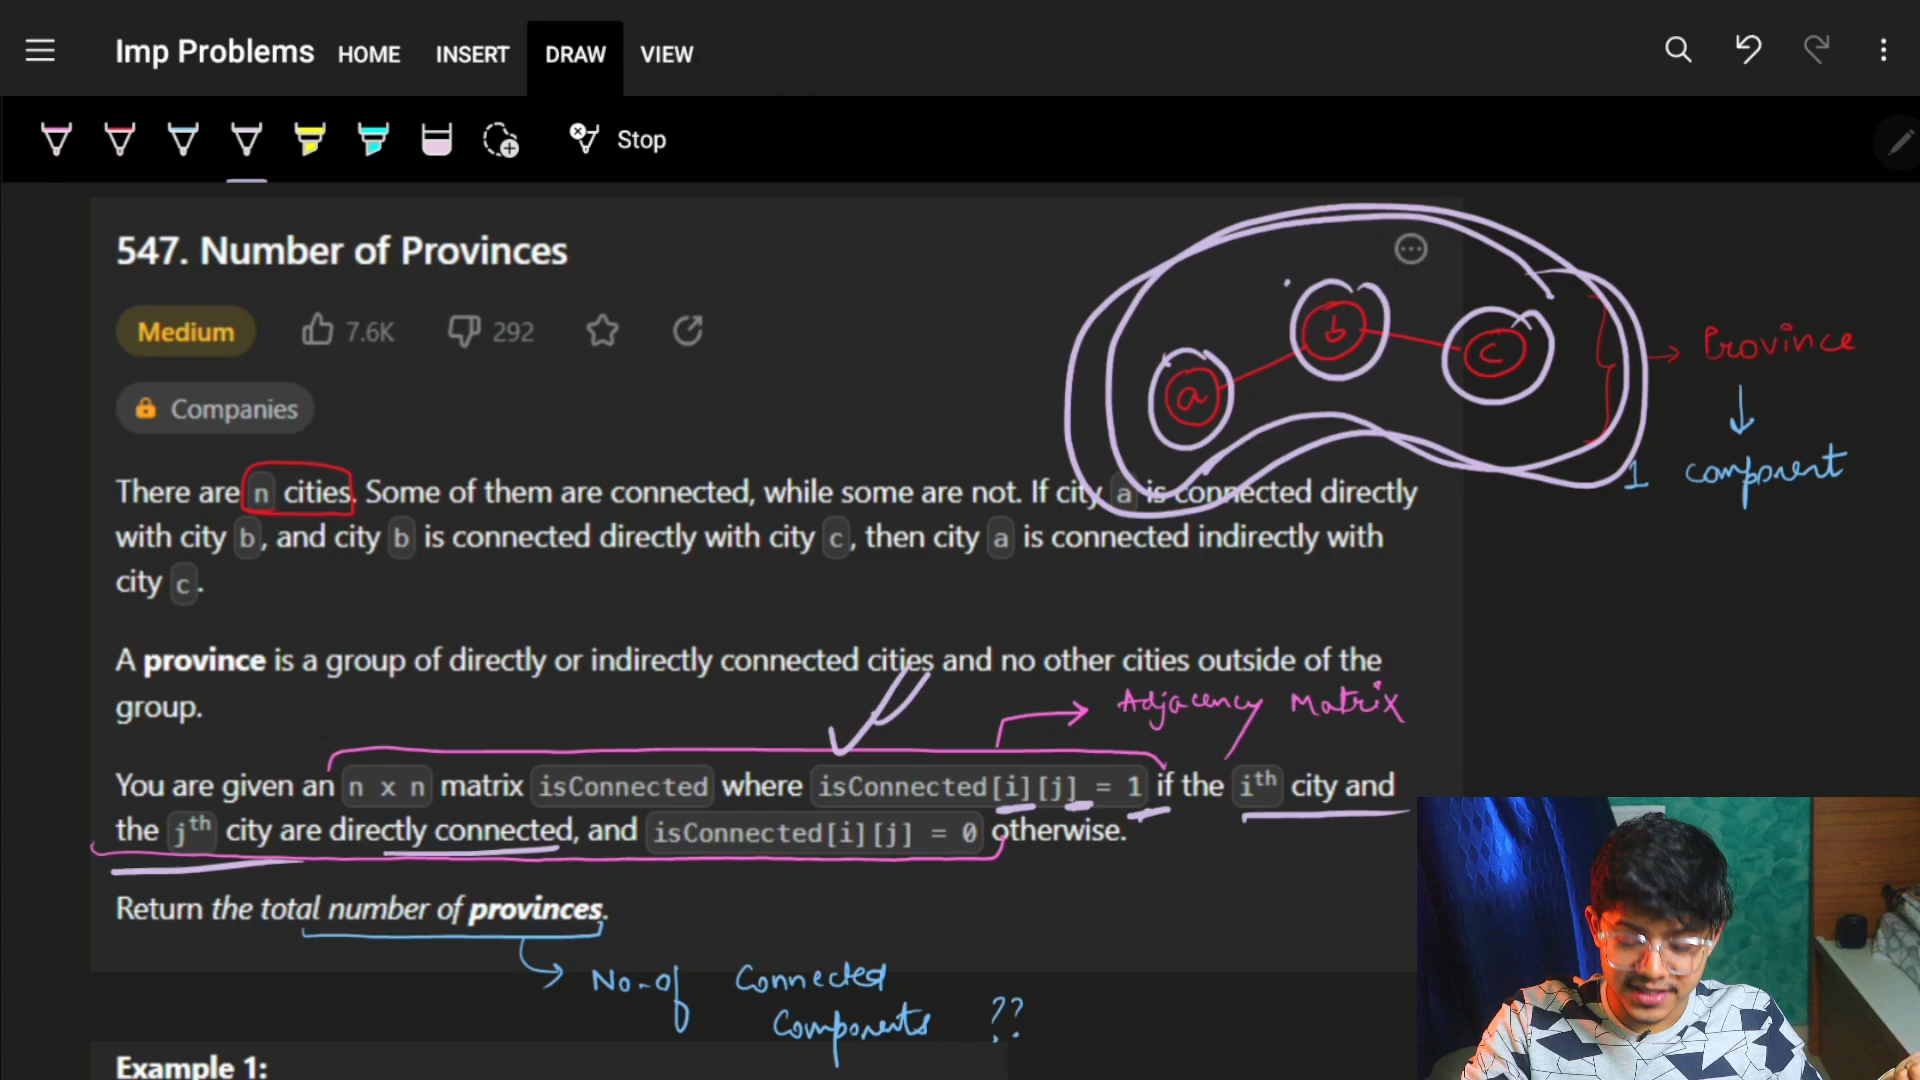 Imp Problems HOME INSERT DRAW VIEW
Stop
547. Number of Provinces
Medium 7.6K 292
Companies
a b c
Province
1 component
There are n cities. Some of them are connected, while some are not. If city a is connected directly
with city b, and city b is connected directly with city c, then city a is connected indirectly with
city c.
A province is a group of directly or indirectly connected cities and no other cities outside of the
group.
Adjacency Matrix
You are given an n x n matrix isConnected where isConnected[i][j] = 1 if the ith city and
the jth city are directly connected, and isConnected[i][j] = 0 otherwise.
Return the total number of provinces.
No. of Connected
Components ??
Example 1: